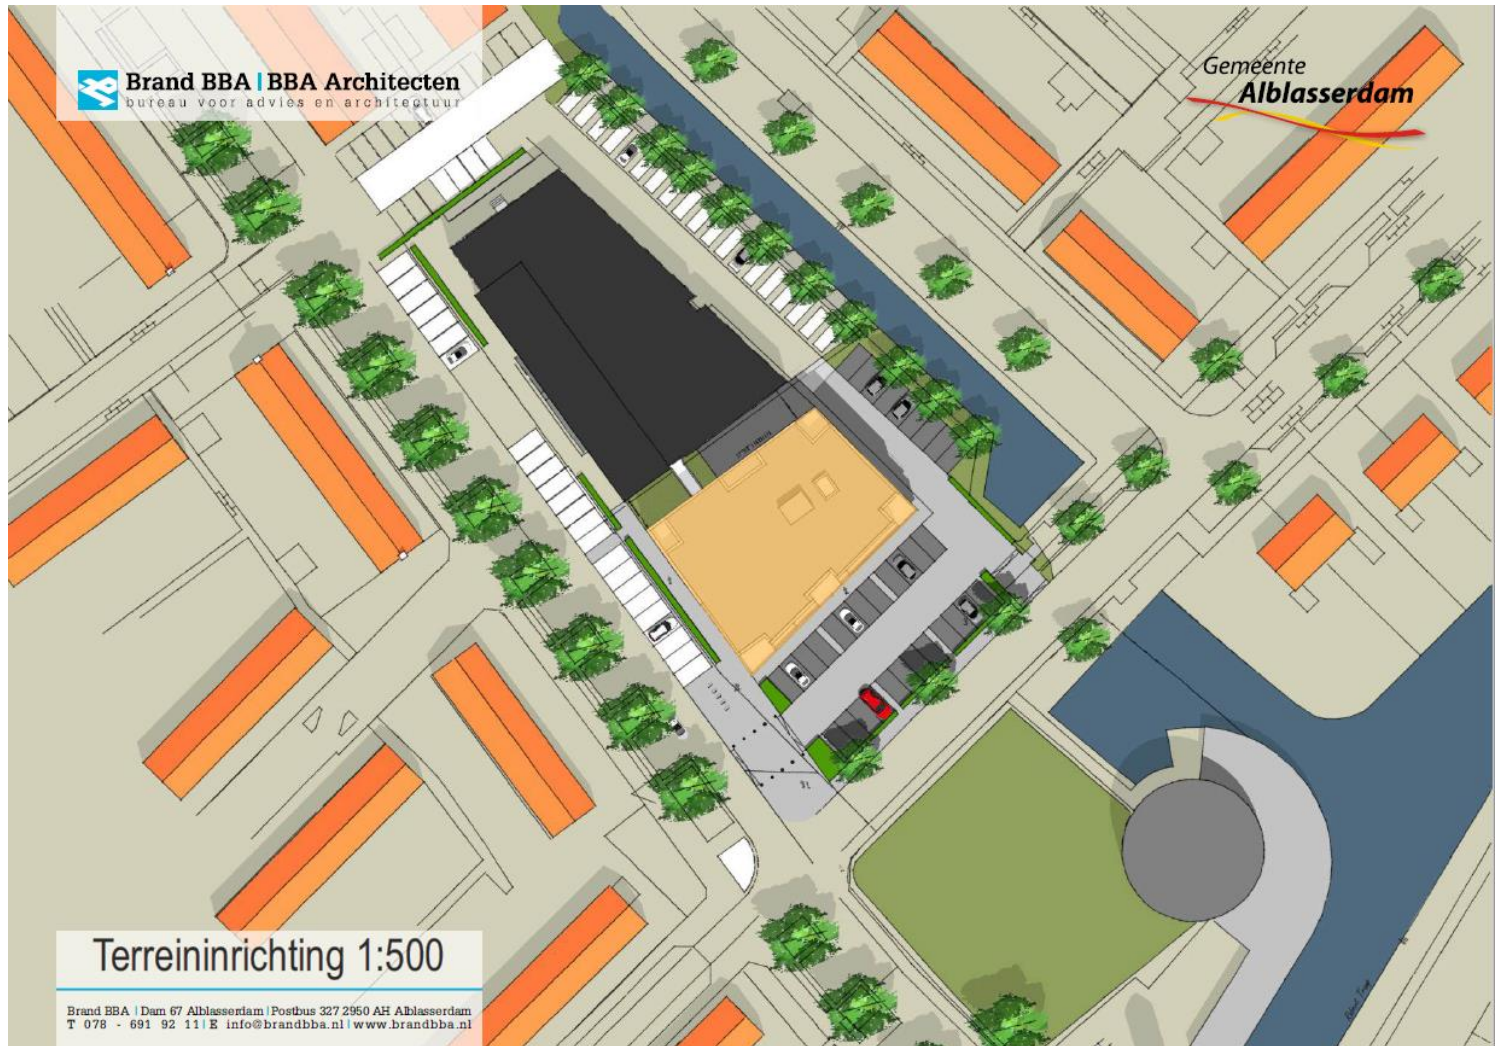 Brand BBA | BBA Architecten
bureau voor advies en architectuur
Gemeente
Alblasserdam
Terreininrichting 1:500
Brand BBA | Dam 67 Alblasserdam | Postbus 327 2950 AH Alblasserdam
T 078 - 691 92 11 | E info@brandbba.nl | www.brandbba.nl